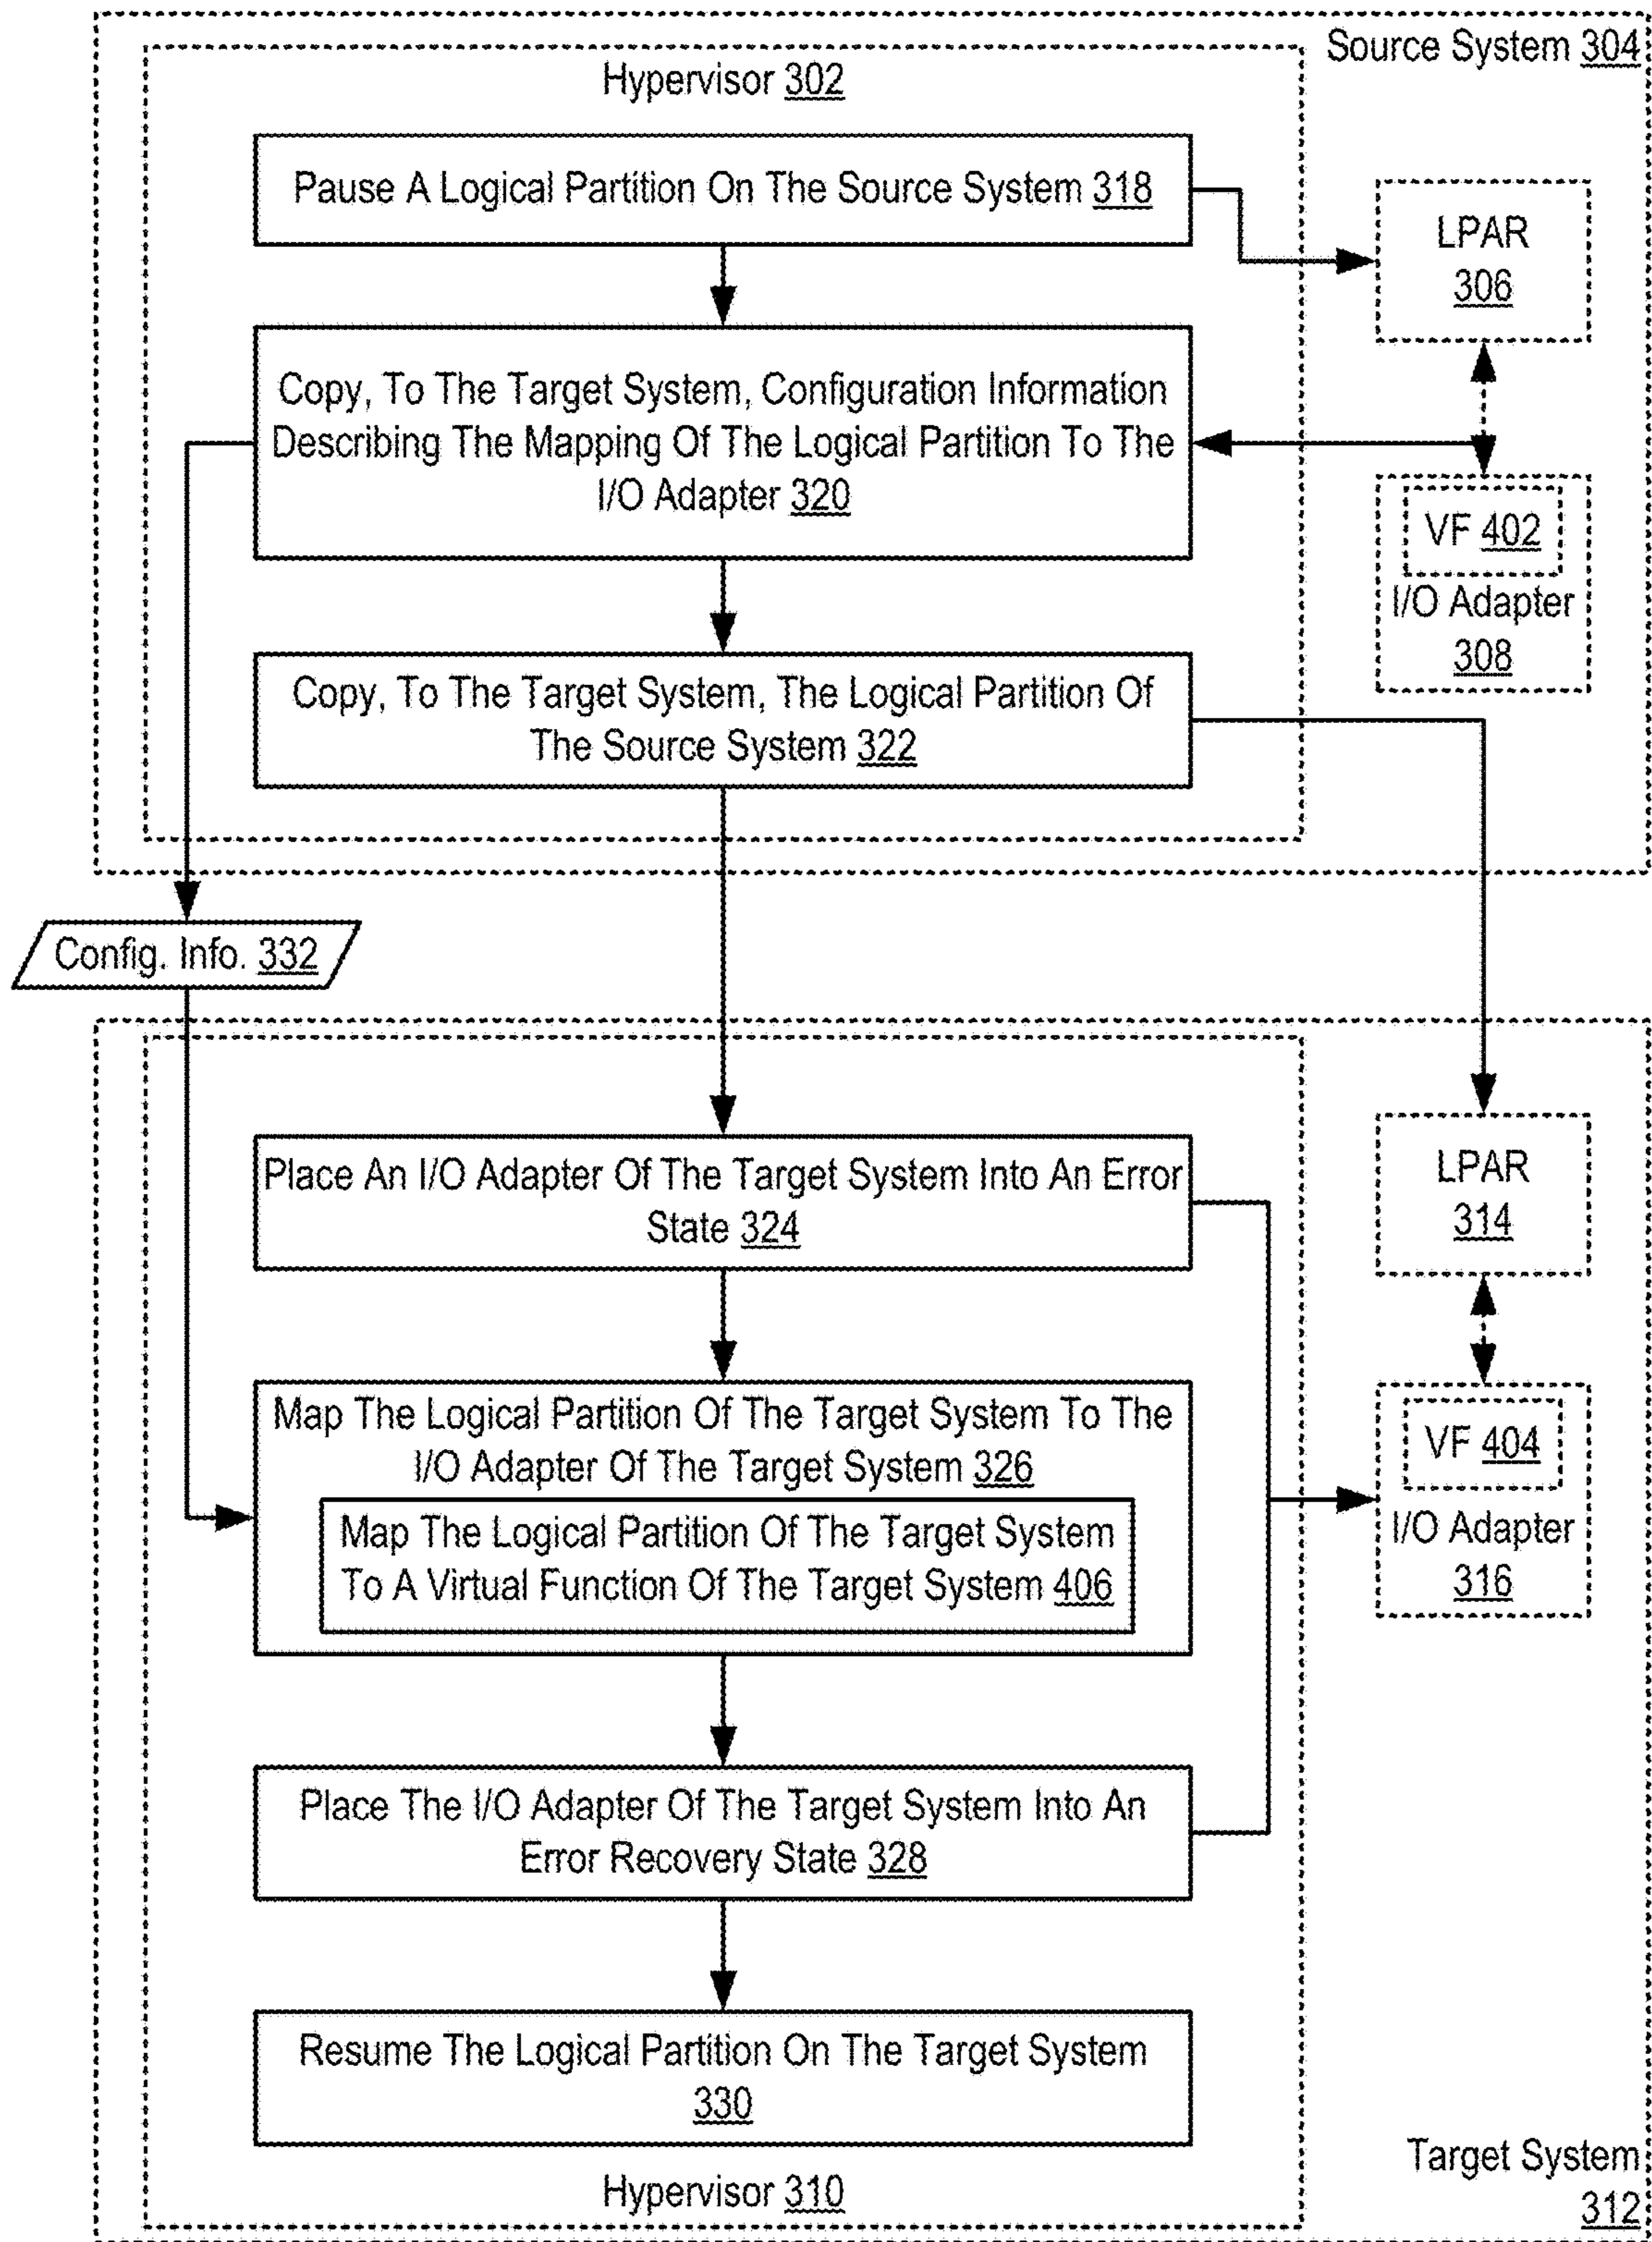 Source System 304
Hypervisor 302
Pause A Logical Partition On The Source System 318
LPAR
306
Copy, To The Target System, Configuration Information
Describing The Mapping Of The Logical Partition To The
I/O Adapter 320
VF 402
I/O Adapter
308
Copy, To The Target System, The Logical Partition Of
The Source System 322
Config. Info. 332
Place An I/O Adapter Of The Target System Into An Error
State 324
LPAR
314
Map The Logical Partition Of The Target System To The
I/O Adapter Of The Target System 326
Map The Logical Partition Of The Target System
To A Virtual Function Of The Target System 406
VF 404
I/O Adapter
316
Place The I/O Adapter Of The Target System Into An
Error Recovery State 328
Resume The Logical Partition On The Target System
330
Hypervisor 310
Target System
312